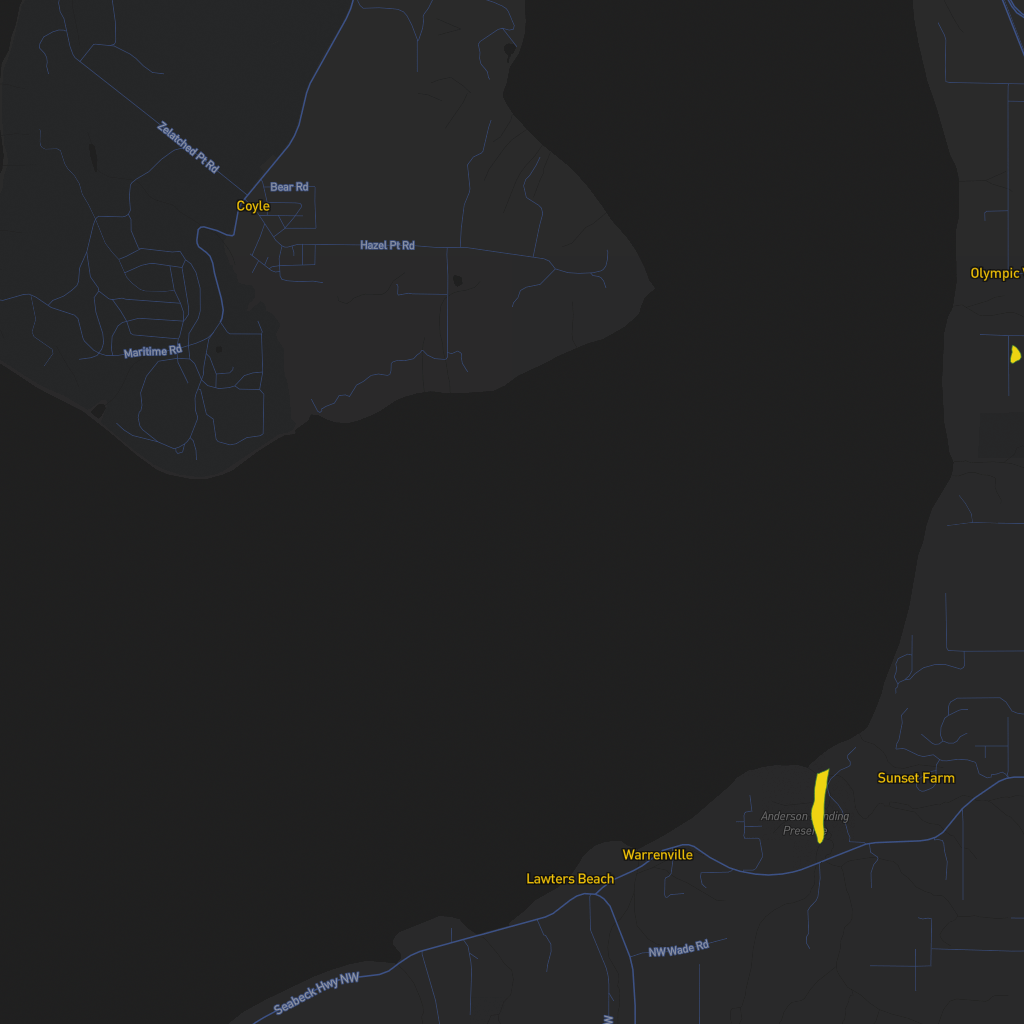 Zelatched Pt Rd
Bear Rd
Coyle
Hazel Pt Rd
Olympic
Maritime Rd
Sunset Farm
Anderson Landing
Preserve
Warrenville
Lawters Beach
NW Wade Rd
Seabeck Hwy NW
W